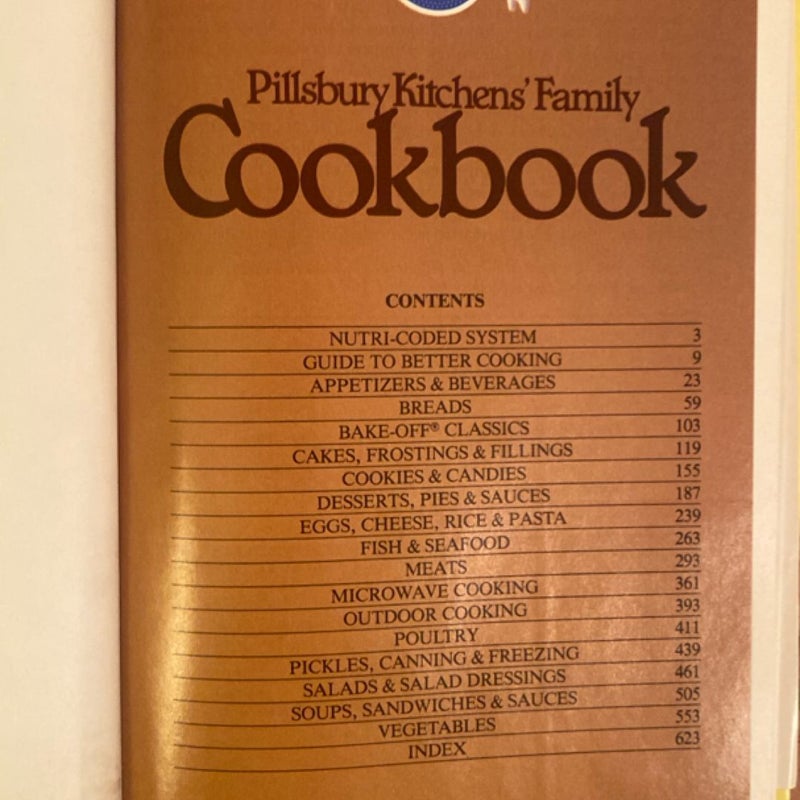 Pillsbury Kitchens' Family
Cookbook
CONTENTS
NUTRI-CODED SYSTEM 3
GUIDE TO BETTER COOKING 9
APPETIZERS & BEVERAGES 23
BREADS 59
BAKE-OFF® CLASSICS 103
CAKES, FROSTINGS & FILLINGS 119
COOKIES & CANDIES 155
DESSERTS, PIES & SAUCES 187
EGGS, CHEESE, RICE & PASTA 239
FISH & SEAFOOD 263
MEATS 293
MICROWAVE COOKING 361
OUTDOOR COOKING 393
POULTRY 411
PICKLES, CANNING & FREEZING 439
SALADS & SALAD DRESSINGS 461
SOUPS, SANDWICHES & SAUCES 505
VEGETABLES 553
INDEX 623